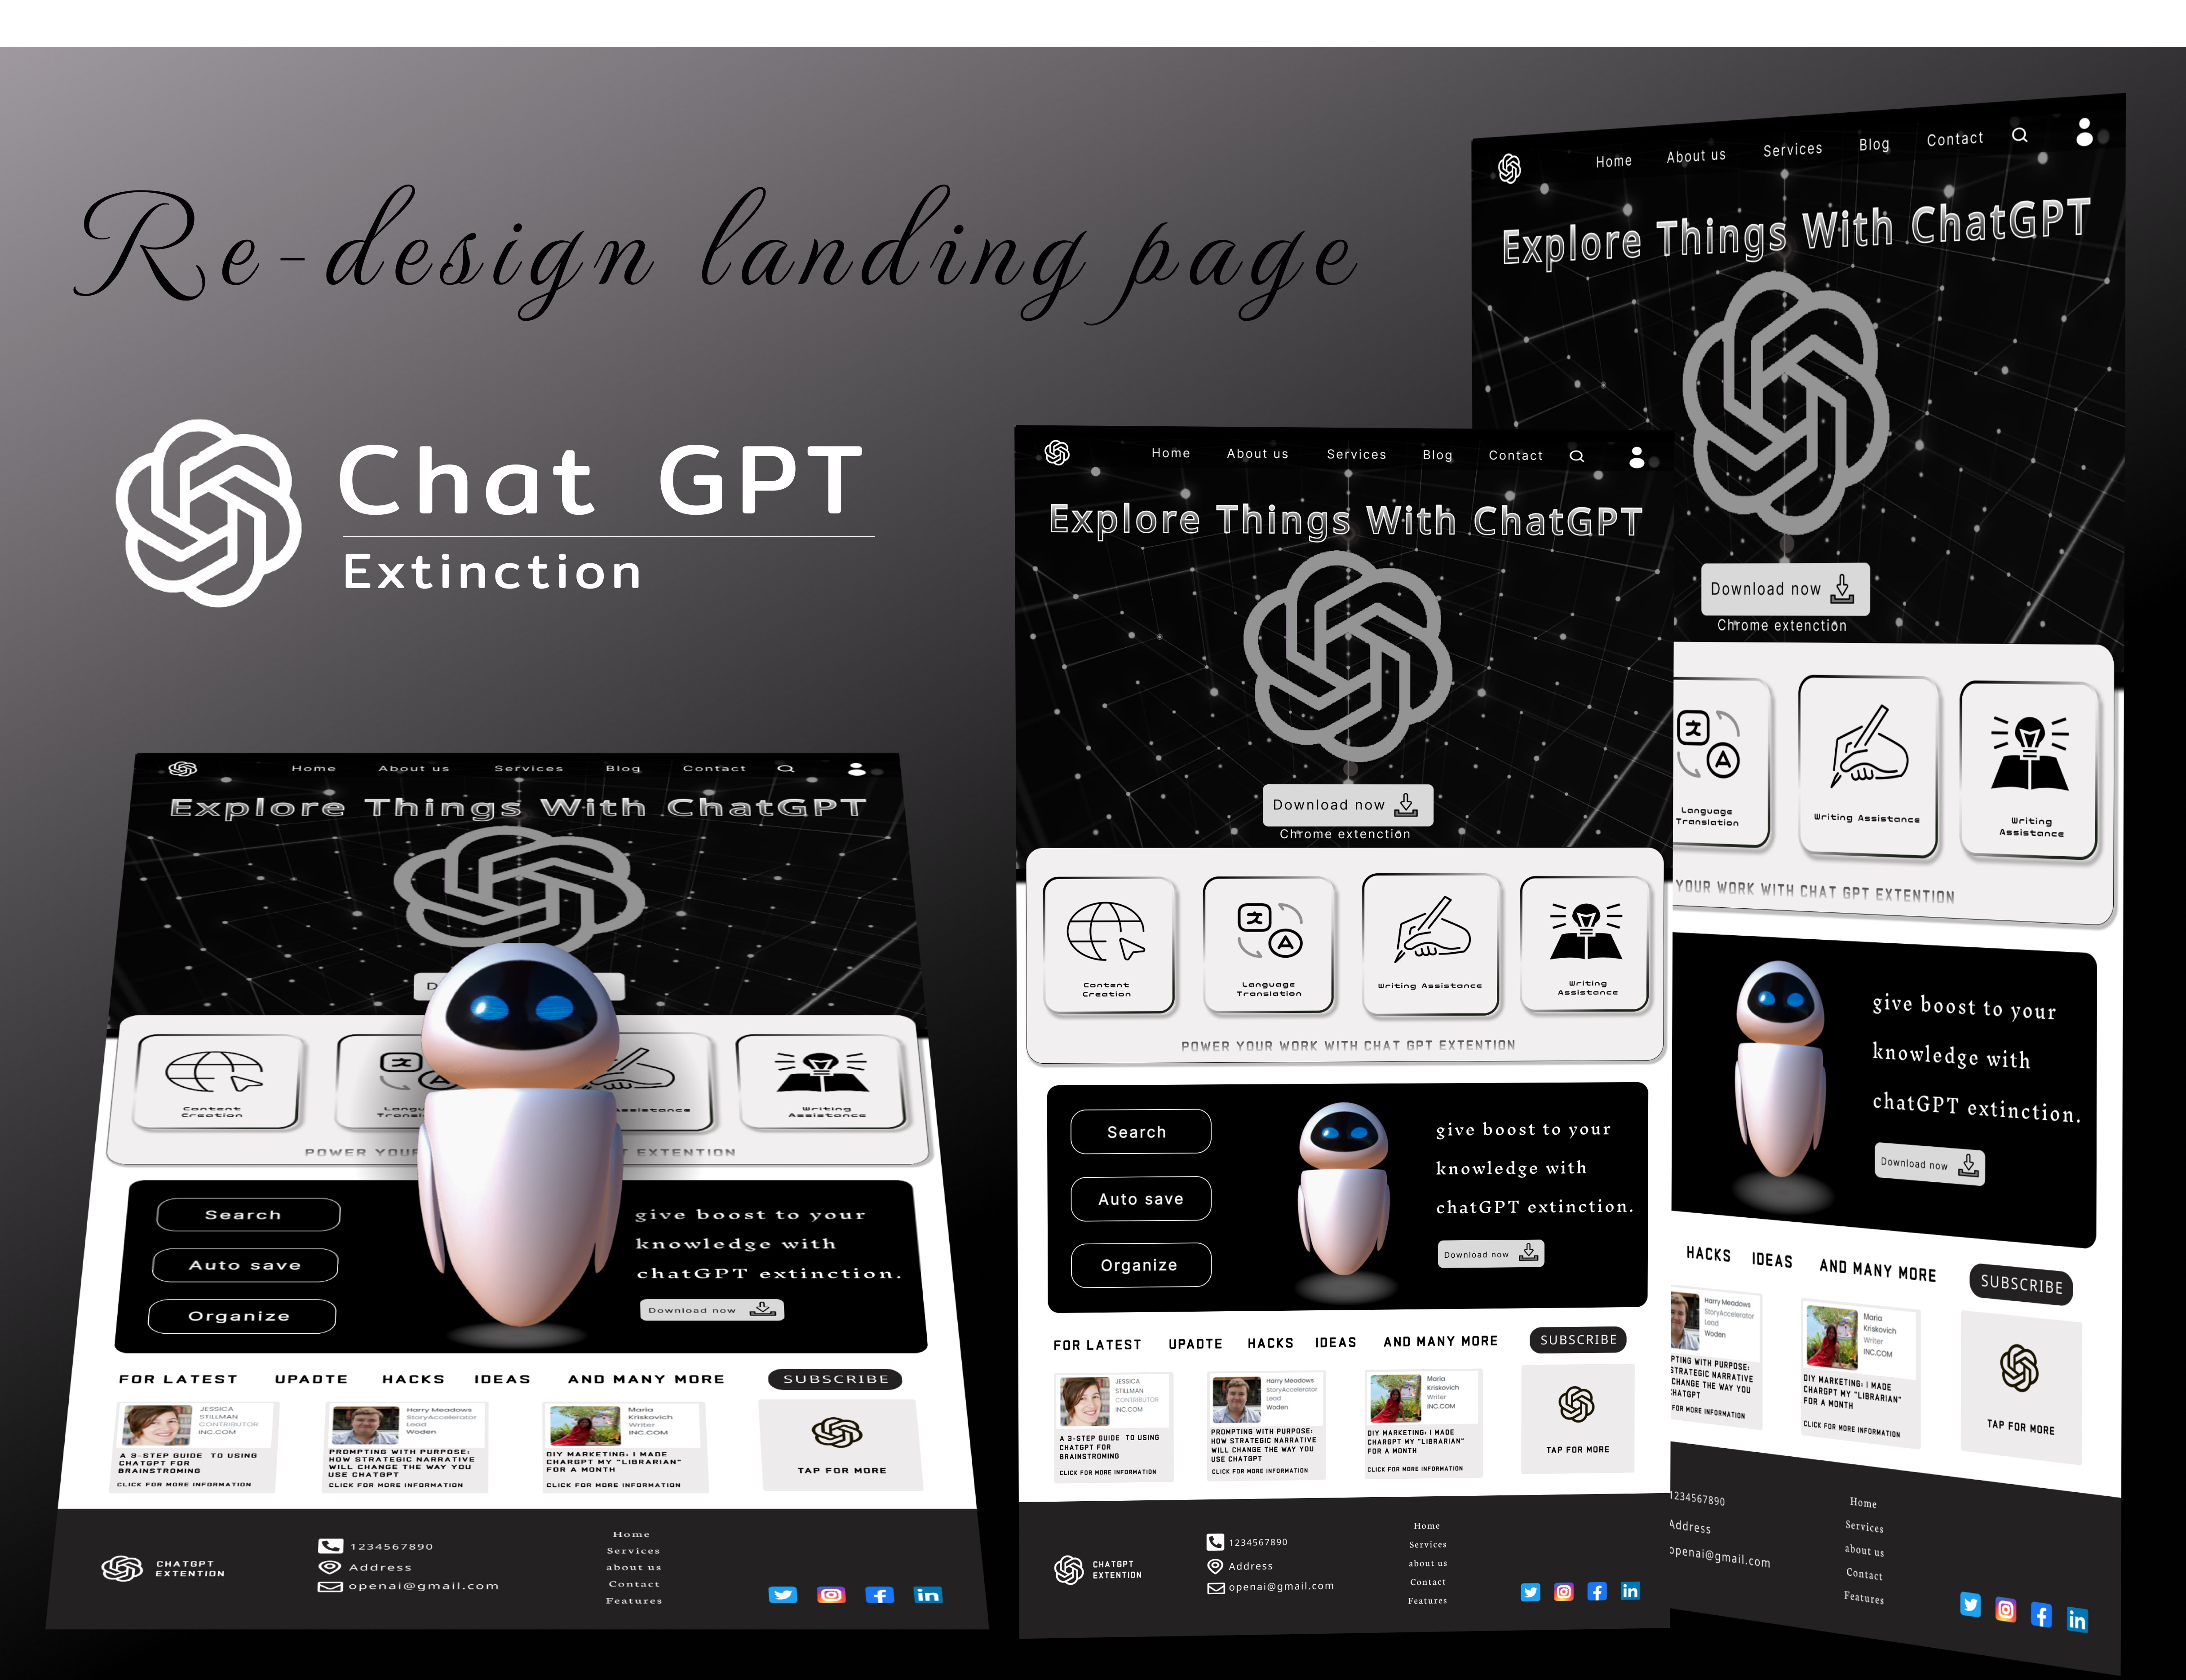 Re-design landing page
Chat GPT
Extinction
Home About us Services Blog Contact
Explore Things With ChatGPT
D
Content
Creation
Langu
Transl
assistance
Writing
Assistance
POWER YOUR
T EXTENTION
Search
Auto save
Organize
give boost to your
knowledge with
chatGPT extinction.
Download now
FOR LATEST UPADTE HACKS IDEAS AND MANY MORE SUBSCRIBE
JESSICA
STILLMAN
CONTRIBUTOR
INC.COM
A 3-STEP GUIDE TO USING
CHATGPT FOR
BRAINSTROMING
CLICK FOR MORE INFORMATION
Harry Meadows
StoryAccelerator
Lead
Woden
PROMPTING WITH PURPOSE:
HOW STRATEGIC NARRATIVE
WILL CHANGE THE WAY YOU
USE CHATGPT
CLICK FOR MORE INFORMATION
Maria
Kriskovich
Writer
INC.COM
DIY MARKETING: I MADE
CHARGPT MY "LIBRARIAN"
FOR A MONTH
CLICK FOR MORE INFORMATION
TAP FOR MORE
CHATGPT
EXTENTION
1234567890
Address
openai@gmail.com
Home
Services
about us
Contact
Features
Home About us Services Blog Contact
Explore Things With ChatGPT
Download now
Chrome extenction
Content
Creation
Language
Translation
Writing Assistance
Writing
Assistance
POWER YOUR WORK WITH CHAT GPT EXTENTION
Search
Auto save
Organize
give boost to your
knowledge with
chatGPT extinction.
Download now
FOR LATEST UPADTE HACKS IDEAS AND MANY MORE SUBSCRIBE
JESSICA
STILLMAN
CONTRIBUTOR
INC.COM
A 3-STEP GUIDE TO USING
CHATGPT FOR
BRAINSTROMING
CLICK FOR MORE INFORMATION
Harry Meadows
StoryAccelerator
Lead
Woden
PROMPTING WITH PURPOSE:
HOW STRATEGIC NARRATIVE
WILL CHANGE THE WAY YOU
USE CHATGPT
CLICK FOR MORE INFORMATION
Maria
Kriskovich
Writer
INC.COM
DIY MARKETING: I MADE
CHARGPT MY "LIBRARIAN"
FOR A MONTH
CLICK FOR MORE INFORMATION
TAP FOR MORE
CHATGPT
EXTENTION
1234567890
Address
openai@gmail.com
Home
Services
about us
Contact
Features
Home About us Services Blog Contact
Explore Things With ChatGPT
Download now
Chrome extenction
Language
Translation
Writing Assistance
Writing
Assistance
YOUR WORK WITH CHAT GPT EXTENTION
give boost to your
knowledge with
chatGPT extinction.
Download now
HACKS IDEAS AND MANY MORE SUBSCRIBE
Harry Meadows
StoryAccelerator
Lead
Woden
PTING WITH PURPOSE:
STRATEGIC NARRATIVE
CHANGE THE WAY YOU
CHATGPT
FOR MORE INFORMATION
Maria
Kriskovich
Writer
INC.COM
DIY MARKETING: I MADE
CHARGPT MY "LIBRARIAN"
FOR A MONTH
CLICK FOR MORE INFORMATION
TAP FOR MORE
1234567890
Address
openai@gmail.com
Home
Services
about us
Contact
Features